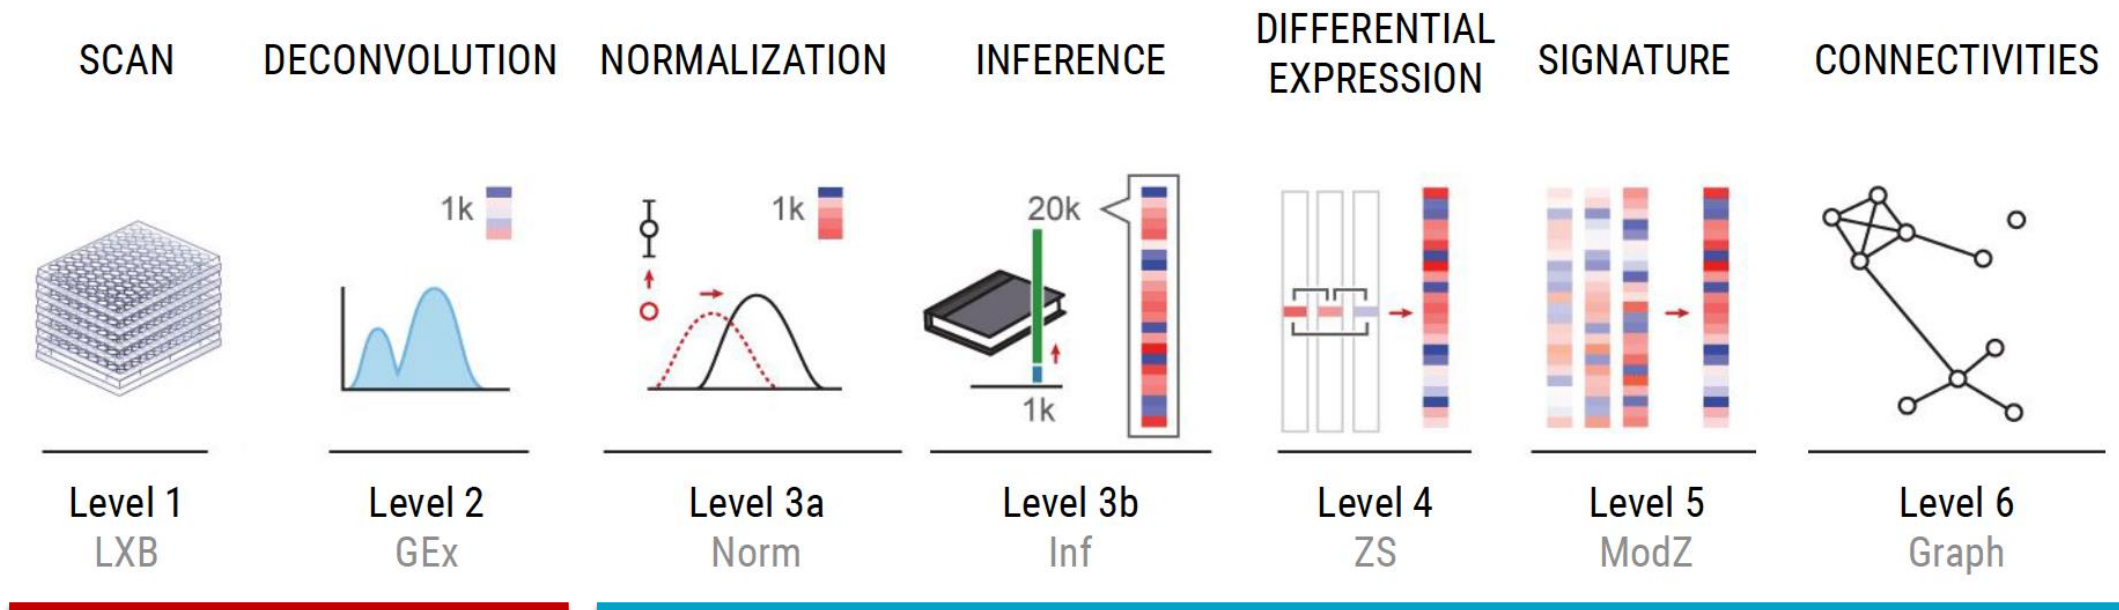 SCAN
DECONVOLUTION
NORMALIZATION
INFERENCE
DIFFERENTIAL
EXPRESSION
SIGNATURE
CONNECTIVITIES
1k
1k
20k
1k
Level 1
LXB
Level 2
GEx
Level 3a
Norm
Level 3b
Inf
Level 4
ZS
Level 5
ModZ
Level 6
Graph